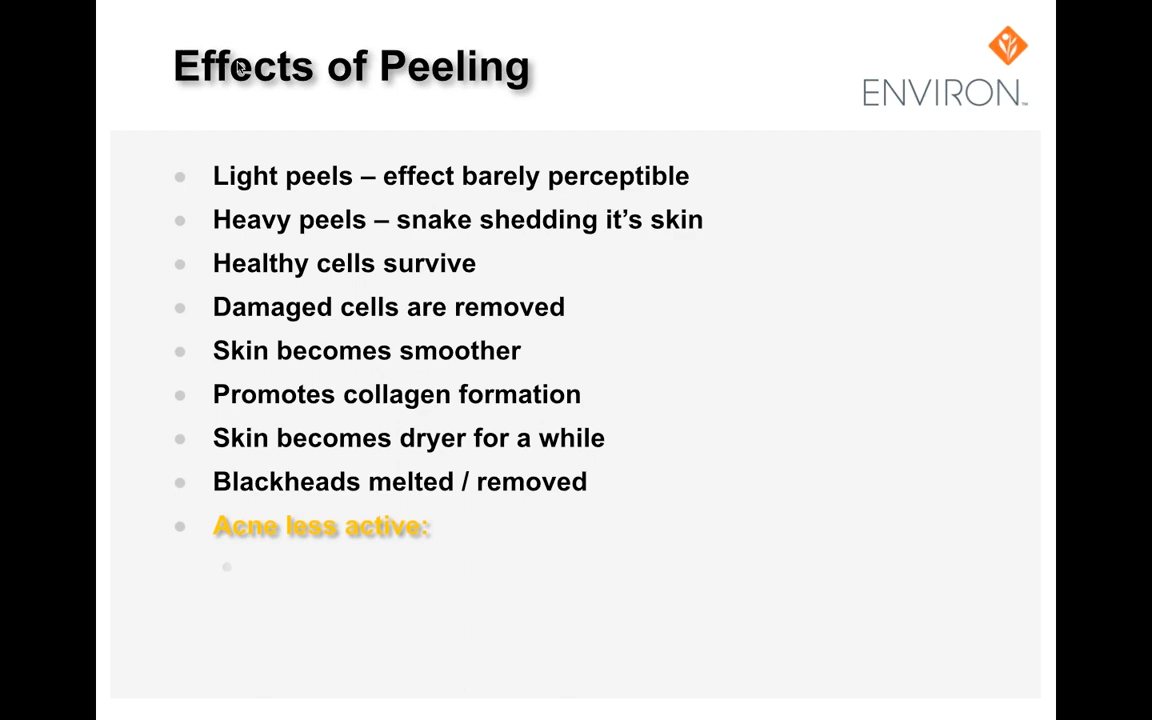 Effects of Peeling
ENVIRON™
Light peels – effect barely perceptible
Heavy peels – snake shedding it’s skin
Healthy cells survive
Damaged cells are removed
Skin becomes smoother
Promotes collagen formation
Skin becomes dryer for a while
Blackheads melted / removed
Acne less active: